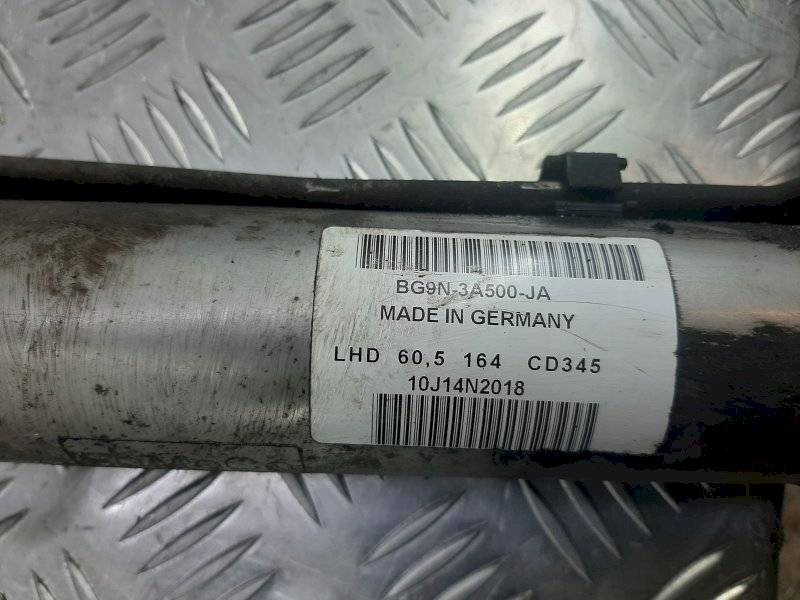 BG9N-3A500-JA
MADE IN GERMANY
LHD 60,5 164 CD345
10J14N2018